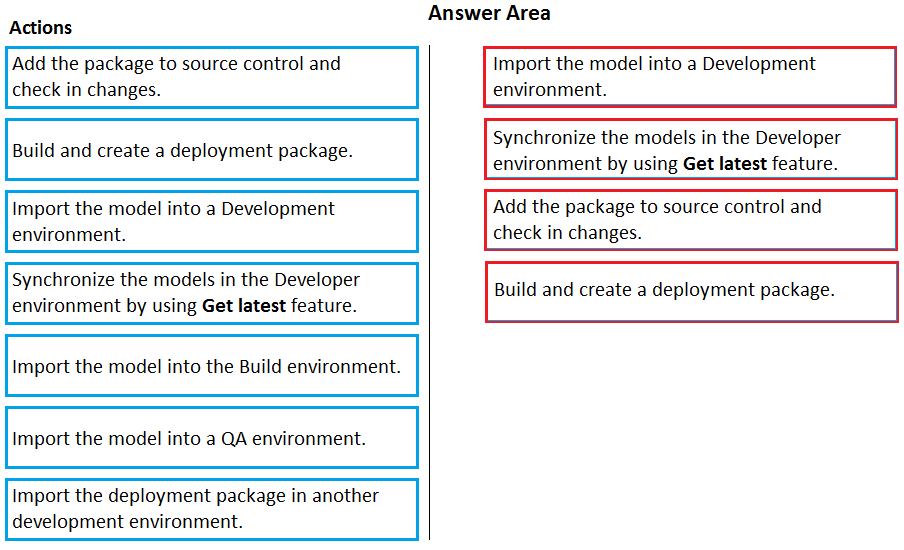 Answer Area
Actions
Add the package to source control and
check in changes.
Build and create a deployment package.
Import the model into a Development
environment.
Synchronize the models in the Developer
environment by using Get latest feature.
Import the model into the Build environment.
Import the model into a QA environment.
Import the deployment package in another
development environment.
Import the model into a Development
environment.
Synchronize the models in the Developer
environment by using Get latest feature.
Add the package to source control and
check in changes.
Build and create a deployment package.